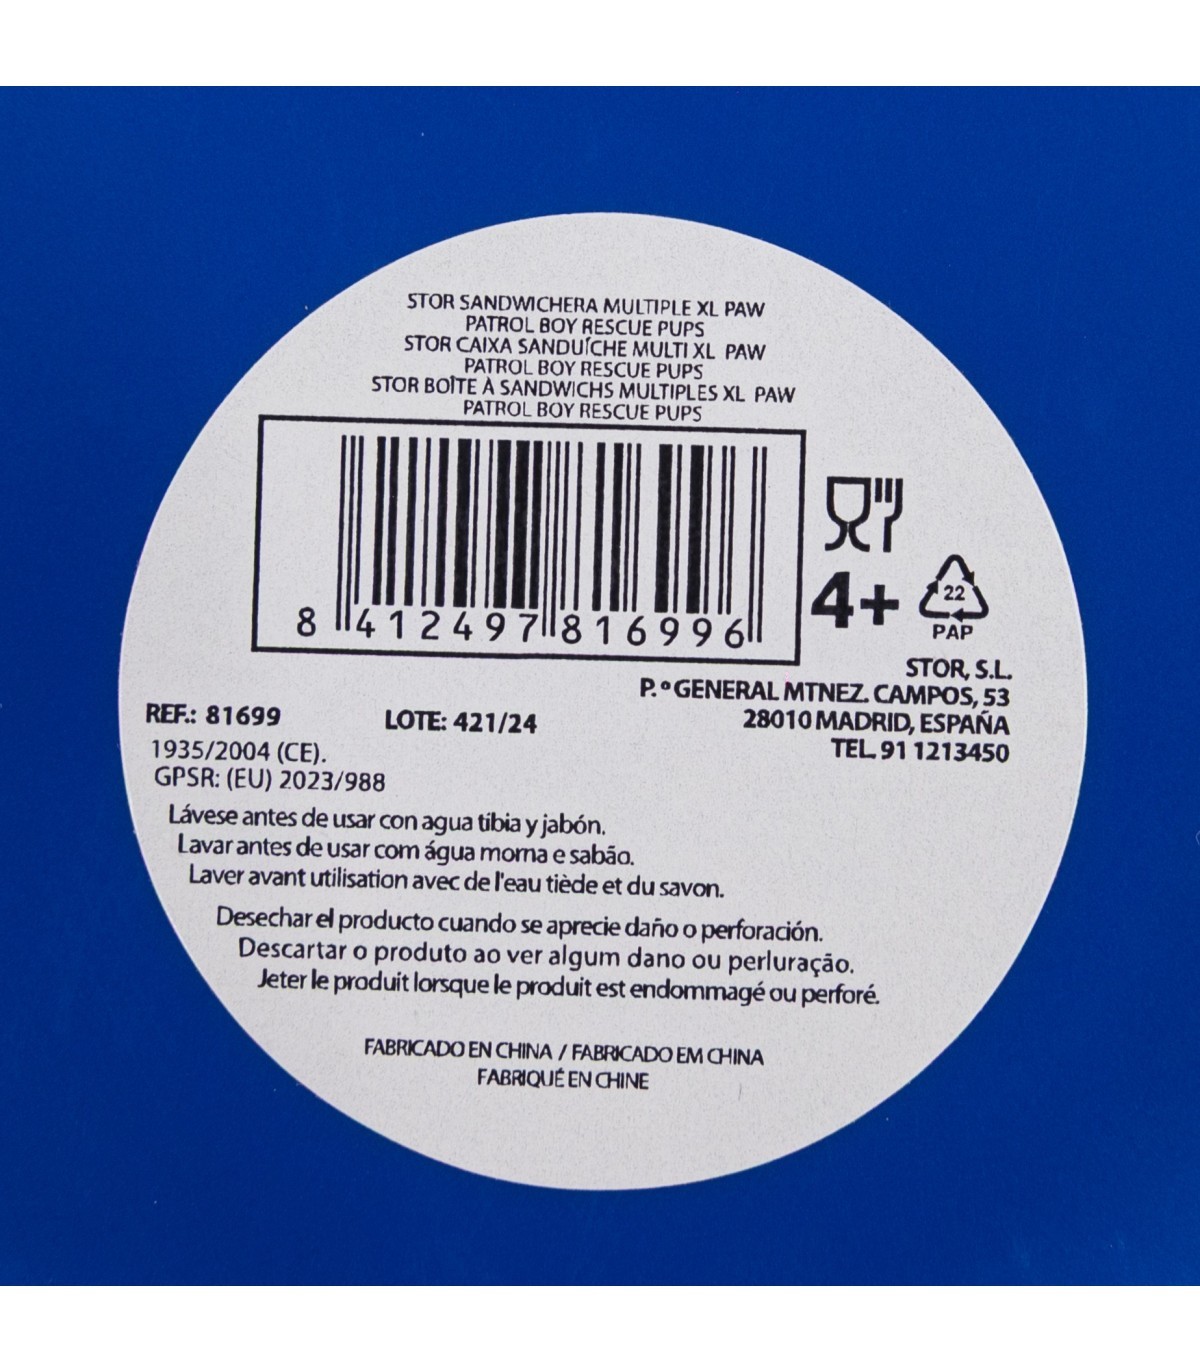 STOR SANDWICHERA MULTIPLE XL PAW
PATROL BOY RESCUE PUPS
STOR CAIXA SANDUÍCHE MULTI XL PAW
PATROL BOY RESCUE PUPS
STOR BOÎTE À SANDWICHS MULTIPLES XL PAW
PATROL BOY RESCUE PUPS
8 412497 816996
4+
22
PAP
STOR, S.L.
P.º GENERAL MTNEZ. CAMPOS, 53
28010 MADRID, ESPAÑA
TEL. 91 1213450
REF.: 81699
LOTE: 421/24
1935/2004 (CE).
GPSR: (EU) 2023/988
Lávese antes de usar con agua tibia y jabón.
Lavar antes de usar com água morna e sabão.
Laver avant utilisation avec de l'eau tiède et du savon.
Desechar el producto cuando se aprecie daño o perforación.
Descartar o produto ao ver algum dano ou perluração.
Jeter le produit lorsque le produit est endommagé ou perforé.
FABRICADO EN CHINA / FABRICADO EM CHINA
FABRIQUÉ EN CHINE